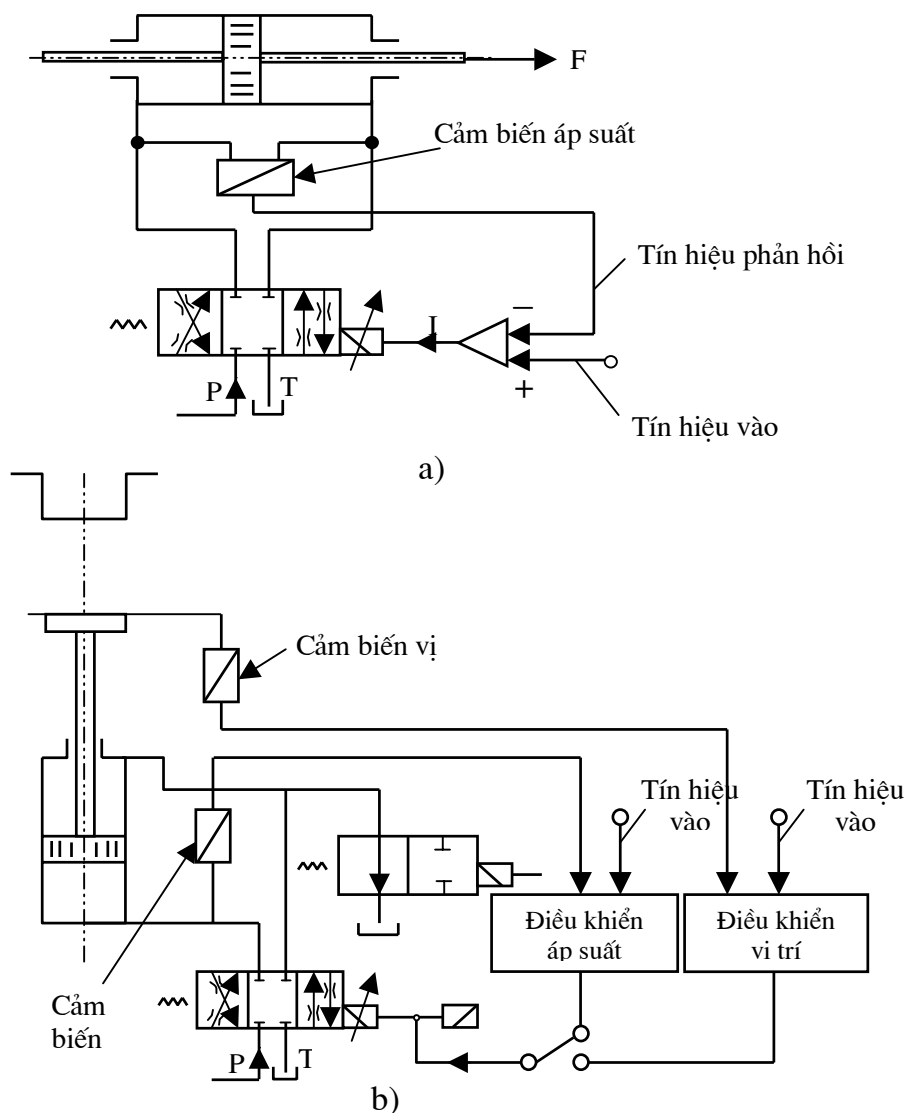 F
Cảm biến áp suất
Tín hiệu phản hồi
I
−
+
P
T
Tín hiệu vào
a)
Cảm biến vị
Tín hiệu
vào
Tín hiệu
vào
Điều khiển
áp suất
Điều khiển
vị trí
Cảm
biến
P
T
b)